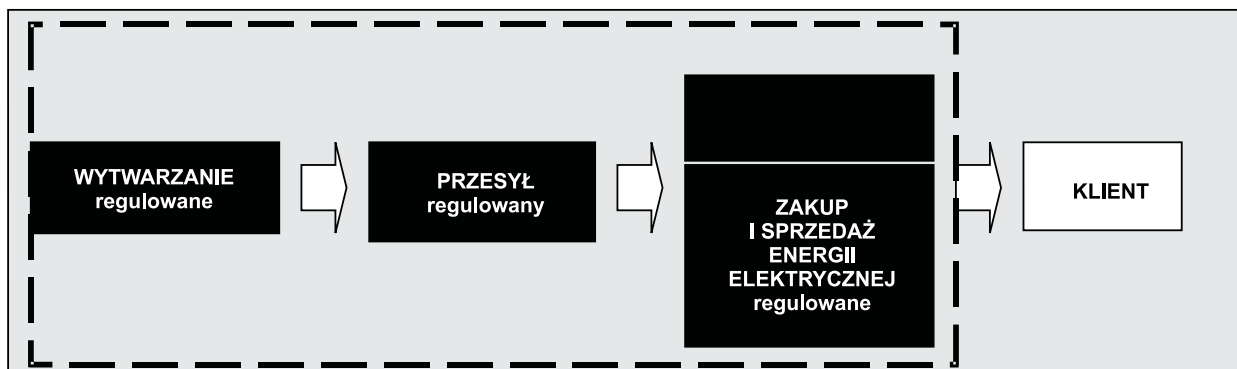 WYTWARZANIE
regulowane
PRZESYŁ
regulowany
ZAKUP
I SPRZEDAŻ
ENERGII
ELEKTRYCZNEJ
regulowane
KLIENT